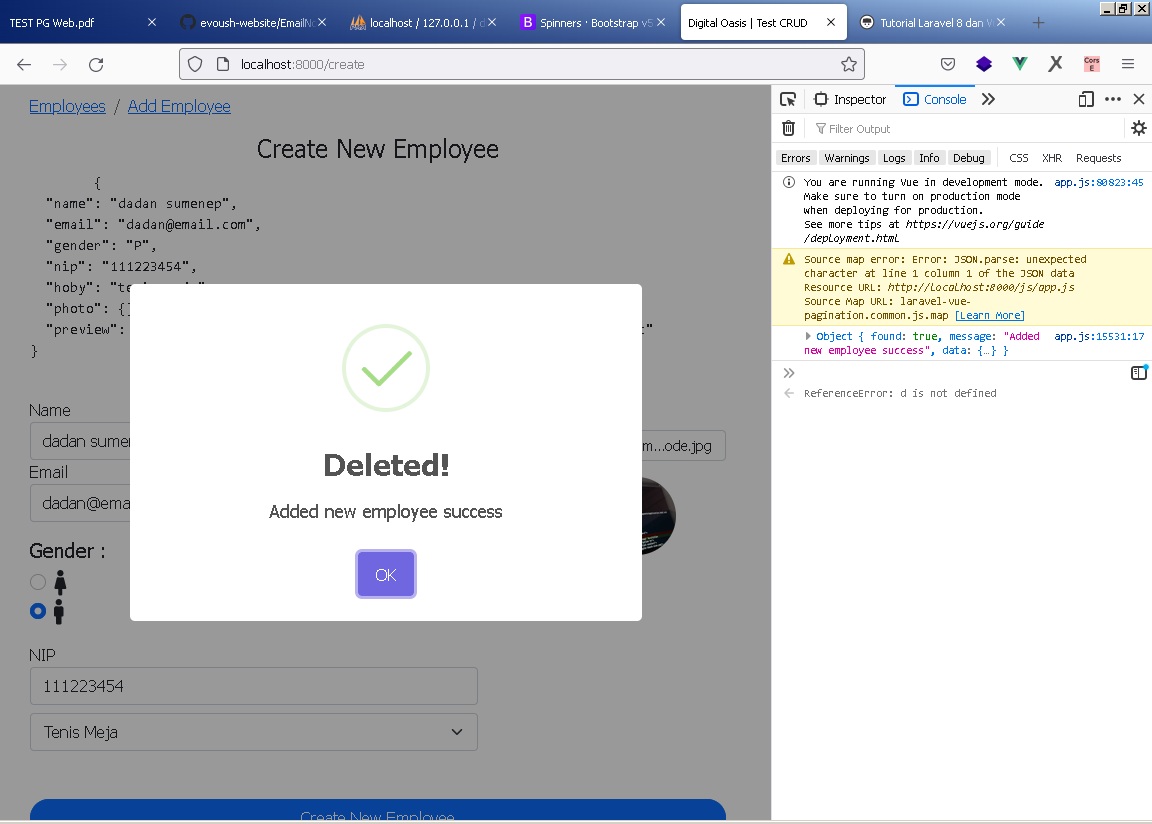 TEST PG Web.pdf
evoush-website/EmailNo
localhost / 127.0.0.1 / d
B Spinners · Bootstrap v5
Digital Oasis | Test CRUD
Tutorial Laravel 8 dan V
localhost:8000/create
Cors
E
Employees / Add Employee
Create New Employee
{
"name": "dadan sumenep",
"email": "dadan@email.com",
"gender": "P",
"nip": "111223454",
"hoby":
"photo": {
"preview":
"
}
Name
dadan sumen
m...ode.jpg
Email
dadan@ema
Gender :
NIP
111223454
Tenis Meja
Create New Employee
Deleted!
Added new employee success
OK
Inspector
Console
Filter Output
Errors Warnings Logs Info Debug CSS XHR Requests
You are running Vue in development mode. app.js:80823:45
Make sure to turn on production mode
when deploying for production.
See more tips at https://vuejs.org/guide
/deployment.html
Source map error: Error: JSON.parse: unexpected
character at line 1 column 1 of the JSON data
Resource URL: http://localhost:8000/js/app.js
Source Map URL: laravel-vue-
pagination.common.js.map [Learn More]
Object { found: true, message: "Added app.js:15531:17
new employee success", data: {…} }
ReferenceError: d is not defined